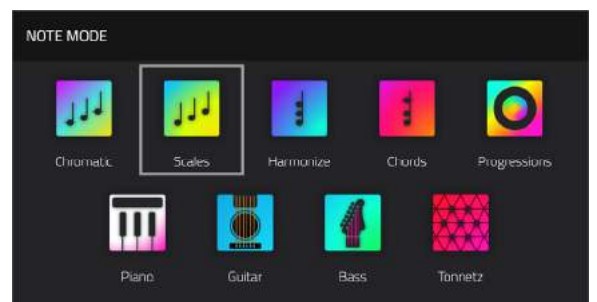 NOTE MODE
Chromatic Scales Harmonize Chords Progressions
Piano Guitar Bass Tonnetz